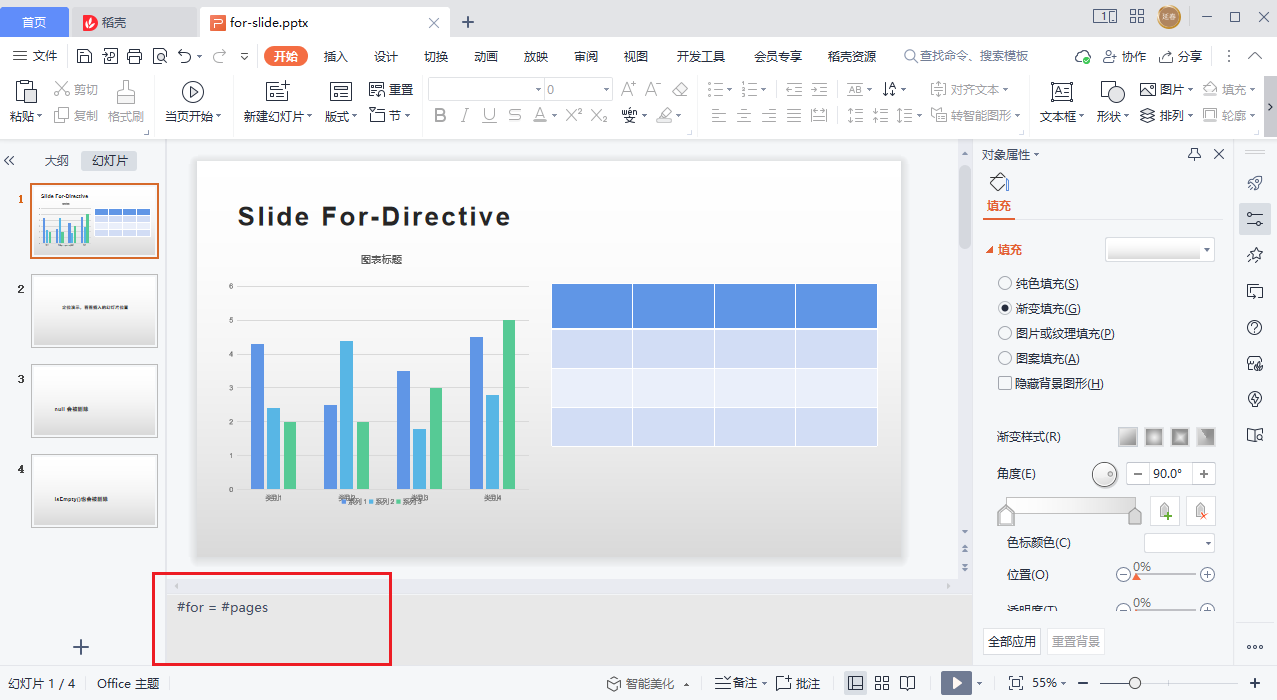 首页
稻壳
for-slide.pptx
文件
开始
插入
设计
切换
动画
放映
审阅
视图
开发工具
会员专享
稻壳资源
查找命令、搜索模板
协作
分享
粘贴
剪切
复制
格式刷
当页开始
新建幻灯片
版式
重置
节
0
B I U S A X² X₂
对齐文本
转智能图形
文本框
形状
图片
排列
填充
轮廓
大纲
幻灯片
1
Slide For-Directive
2
3
null 会被删除
4
isEmpty()也会被删除
Slide For-Directive
图表标题
6
5
4
3
2
1
0
类别1
类别2
类别3
类别4
系列 1
系列 2
系列 3
#for = #pages
对象属性
填充
填充
纯色填充(S)
渐变填充(G)
图片或纹理填充(P)
图案填充(A)
隐藏背景图形(H)
渐变样式(R)
角度(E)
90.0°
色标颜色(C)
位置(O)
0%
透明度(T)
0%
全部应用
重置背景
幻灯片 1 / 4
Office 主题
智能美化
备注
批注
55%